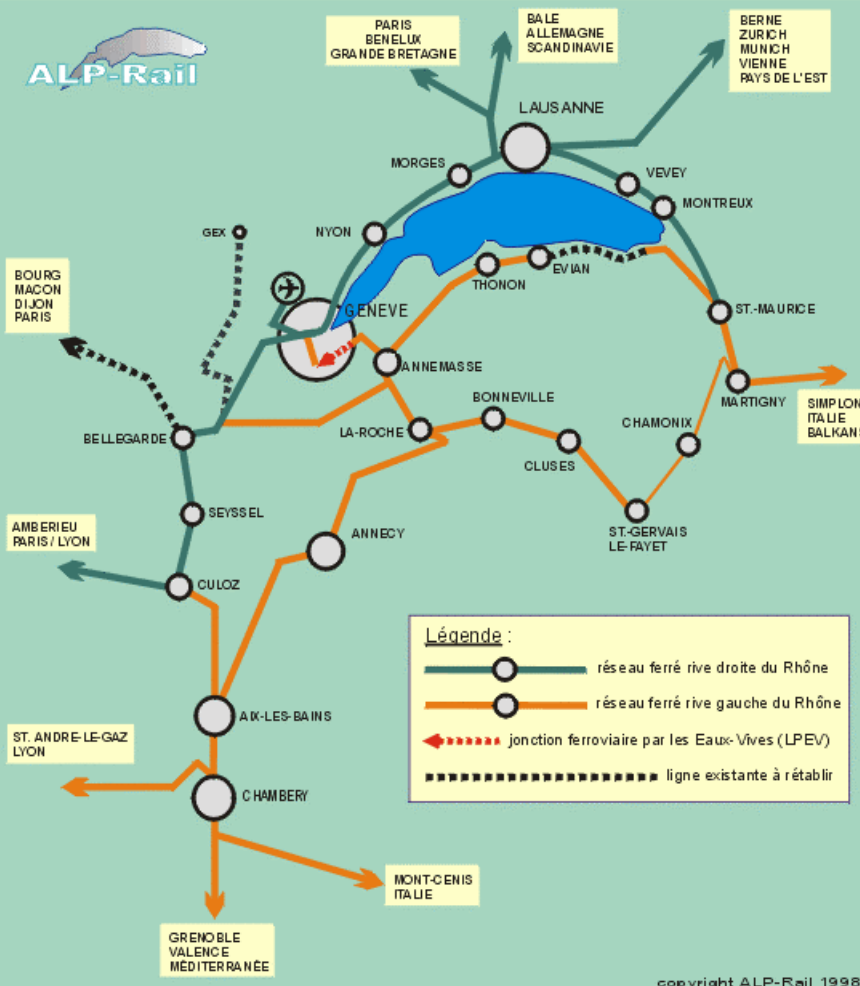 ALP-Rail
PARIS
BENELUX
GRANDE BRETAGNE
BALE
ALLEMAGNE
SCANDINAVIE
BERNE
ZURICH
MUNICH
VIENNE
PAYS DE L'EST
LAUSANNE
MORGES
VEVEY
MONTREUX
GEX
NYON
EVIAN
THONON
BOURG
MACON
DIJON
PARIS
GENEVE
ST.-MAURICE
ANNEMASSE
MARTIGNY
SIMPLON
ITALIE
BALKANS
BONNEVILLE
LA-ROCHE
CHAMONIX
BELLEGARDE
CLUSES
SEYSSEL
ST.-GERVAIS
LE-FAYET
ANNECY
AMBERIEU
PARIS / LYON
CULOZ
Légende :
réseau ferré rive droite du Rhône
réseau ferré rive gauche du Rhône
jonction ferroviaire par les Eaux-Vives (LPEV)
ligne existante à rétablir
AIX-LES-BAINS
ST. ANDRE-LE-GAZ
LYON
CHAMBERY
MONT-CENIS
ITALIE
GRENOBLE
VALENCE
MÉDITERRANÉE
copyright ALP-Rail 1998